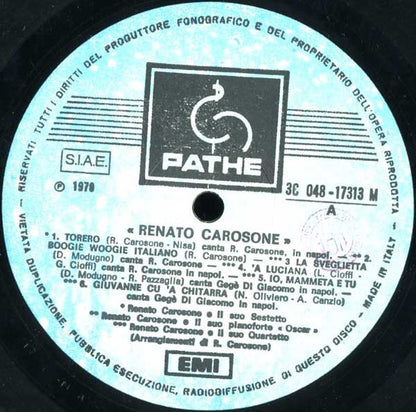 RISERVATI TUTTI I DIRITTI DEL PRODUTTORE FONOGRAFICO E DEL PROPRIETARIO DELL'OPERA RIPRODOTTA - MADE IN ITALY
PATHE
S.I.A.E.
℗ 1970
3C 048-17313 M
A
« RENATO CAROSONE »
* 1. TORERO (R. Carosone - Nisa) canta R. Carosone, in napol. — ** 2.
BOOGIE WOOGIE ITALIANO (R. Carosone) — *** 3 LA SVEGLIETTA
(D. Modugno) canta R. Carosone — *** 4. 'A LUCIANA (L. Cioffi -
G. Cioffi) canta R. Carosone in napol. — *** 5. IO, MAMMETA E TU
(D. Modugno - R. Pazzaglia) canta Gegè Di Giacomo in napol. —
*** 6. GIUVANNE CU 'A CHITARRA (N. Oliviero - A. Canzio)
canta Gegè Di Giacomo in napol.
* Renato Carosone e il suo Sestetto
** Renato Carosone e il suo pianoforte « Oscar »
*** Renato Carosone e il suo Quartetto
(Arrangiamenti di R. Carosone)
EMI
— VIETATA DUPLICAZIONE, PUBBLICA ESECUZIONE, RADIODIFFUSIONE DI QUESTO DISCO —